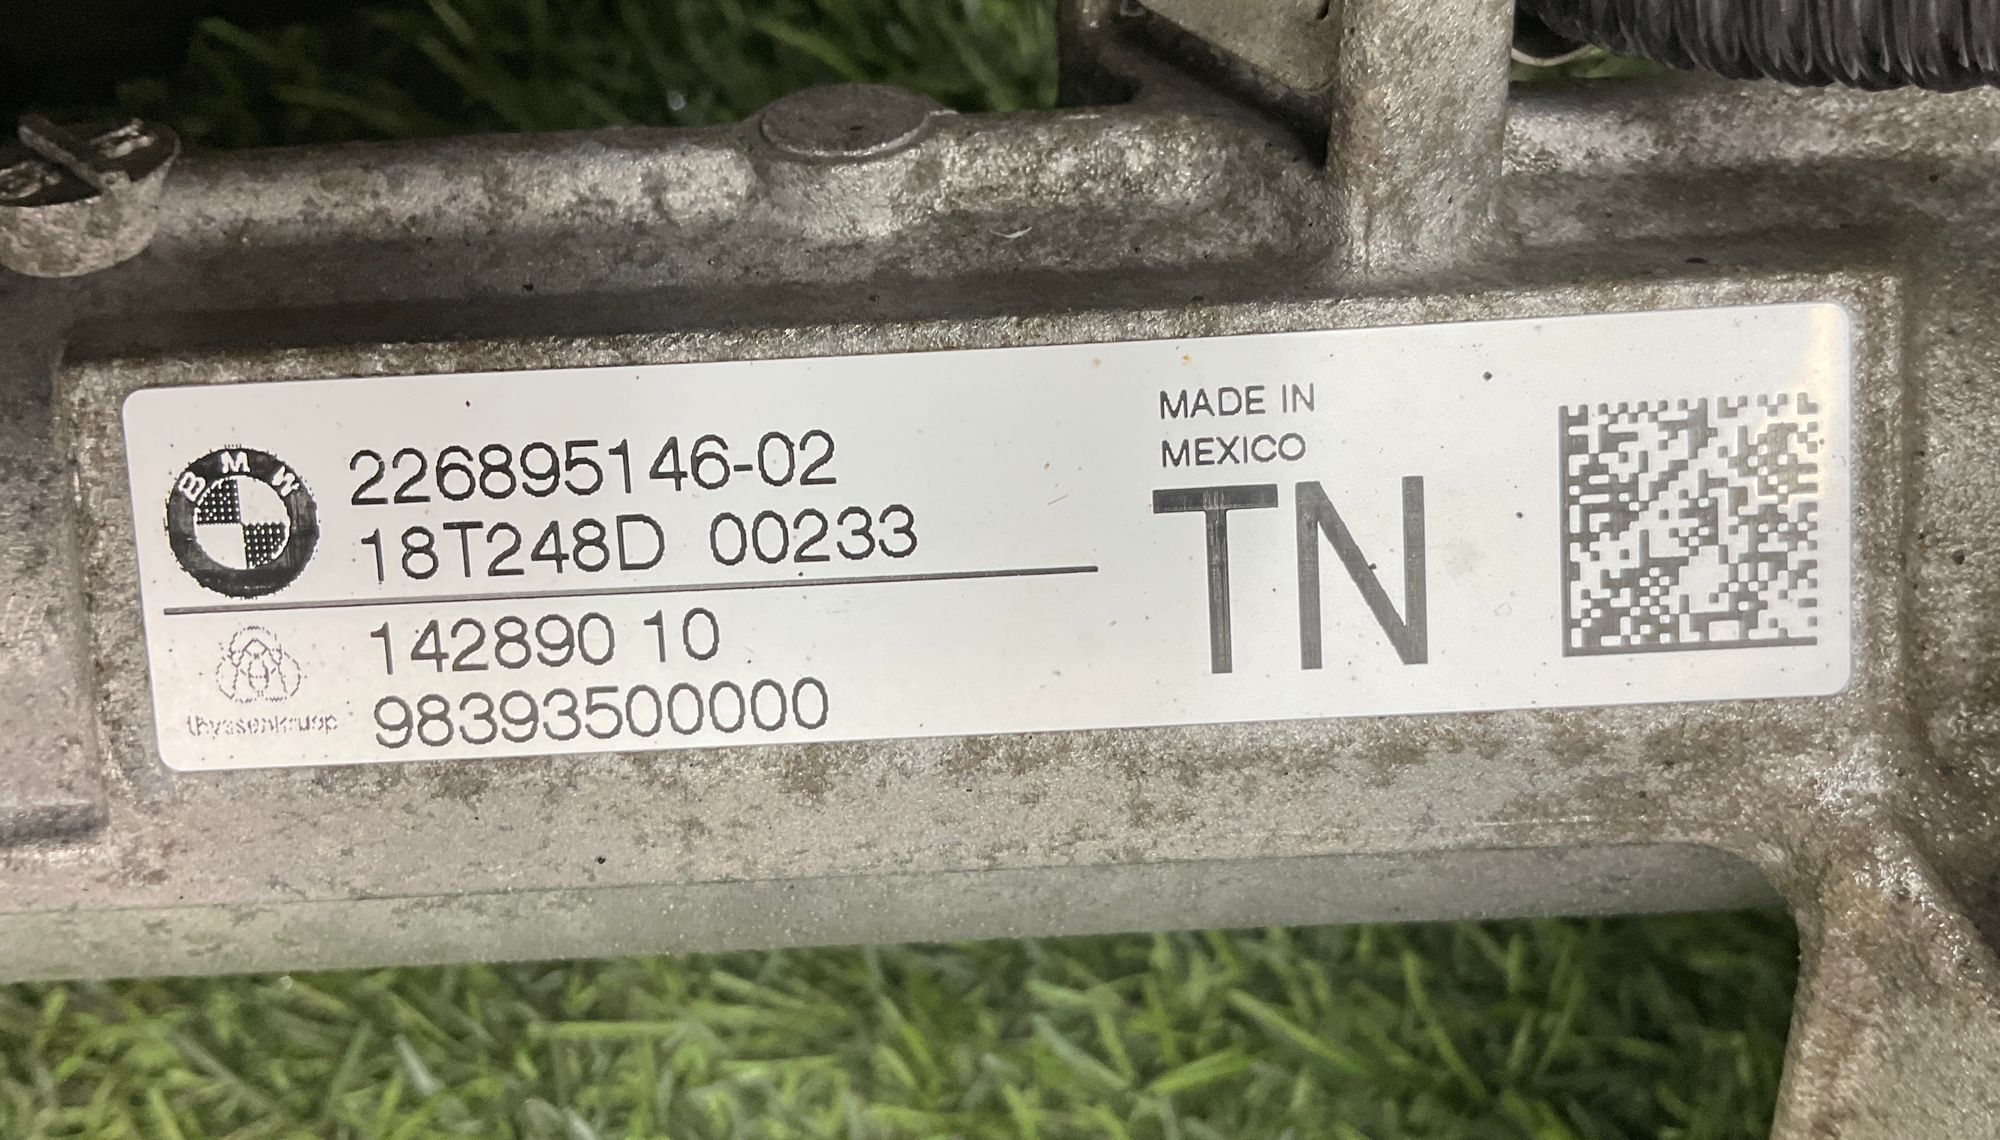 BMW
226895146-02
18T248D 00233
142890 10
98393500000
thyssenkrupp
MADE IN
MEXICO
TN